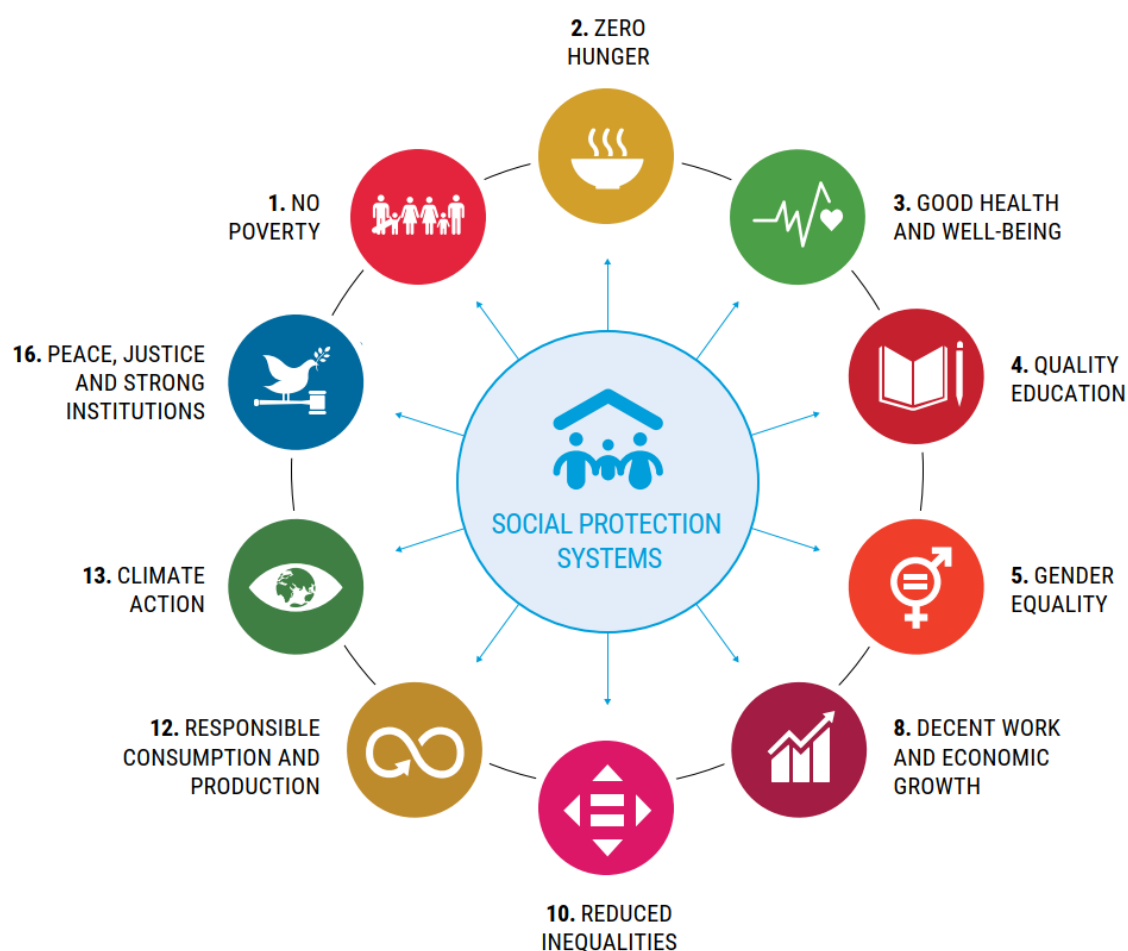 2. ZERO
HUNGER
1. NO
POVERTY
3. GOOD HEALTH
AND WELL-BEING
16. PEACE, JUSTICE
AND STRONG
INSTITUTIONS
4. QUALITY
EDUCATION
SOCIAL PROTECTION
SYSTEMS
13. CLIMATE
ACTION
5. GENDER
EQUALITY
12. RESPONSIBLE
CONSUMPTION AND
PRODUCTION
8. DECENT WORK
AND ECONOMIC
GROWTH
10. REDUCED
INEQUALITIES